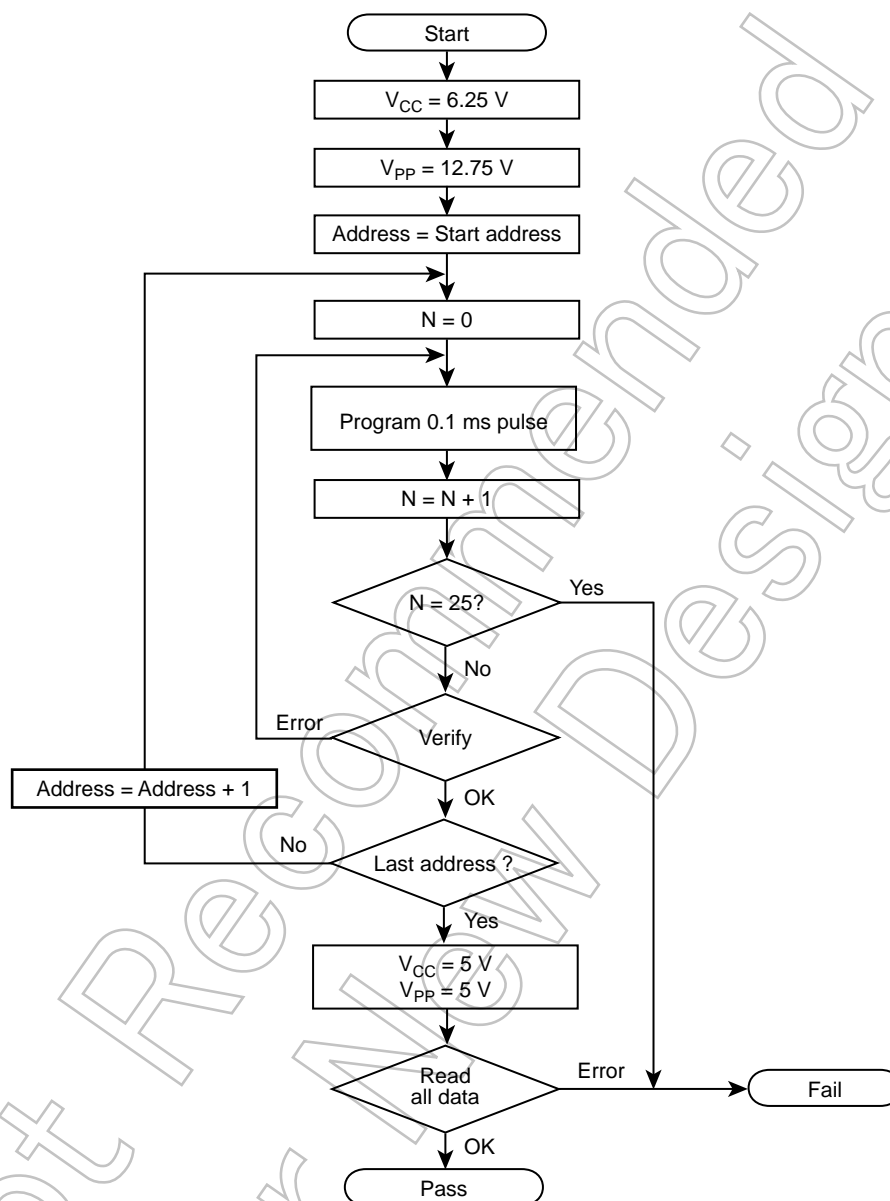 Start
VCC = 6.25 V
VPP = 12.75 V
Address = Start address
N = 0
Program 0.1 ms pulse
N = N + 1
N = 25?
Yes
No
Error
Verify
Address = Address + 1
OK
No
Last address ?
Yes
VCC = 5 V
VPP = 5 V
Read
all data
Error
Fail
OK
Pass
Not Recommended
for New Design